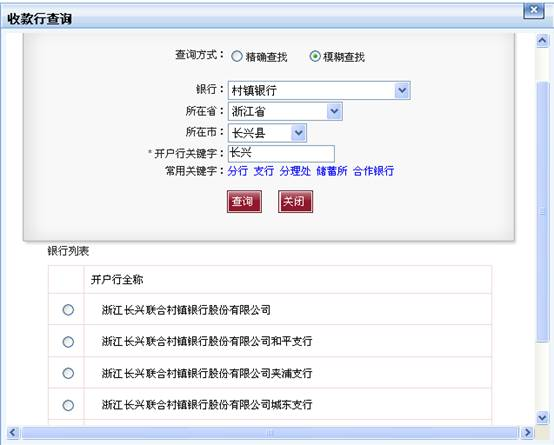 收款行查询
查询方式： 精确查找 模糊查找
银行： 村镇银行
所在省： 浙江省
所在市： 长兴县
*开户行关键字： 长兴
常用关键字： 分行 支行 分理处 储蓄所 合作银行
查询 关闭
银行列表
开户行全称
浙江长兴联合村镇银行股份有限公司
浙江长兴联合村镇银行股份有限公司和平支行
浙江长兴联合村镇银行股份有限公司夹浦支行
浙江长兴联合村镇银行股份有限公司城东支行